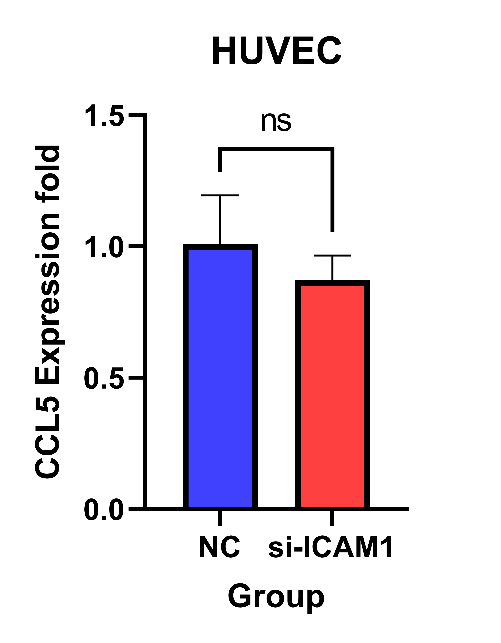 HUVEC
ns
CCL5 Expression fold
1.5
1.0
0.5
0.0
NC si-ICAM1
Group